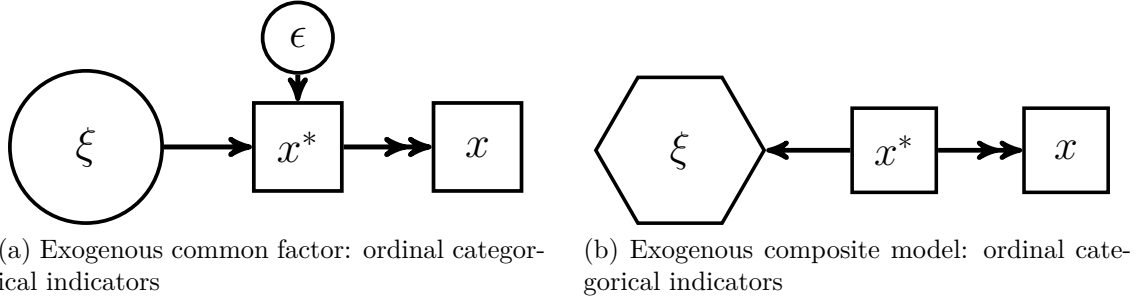 ϵ
ξ x* x
ξ x* x
(a) Exogenous common factor: ordinal categor-
ical indicators
(b) Exogenous composite model: ordinal cate-
gorical indicators